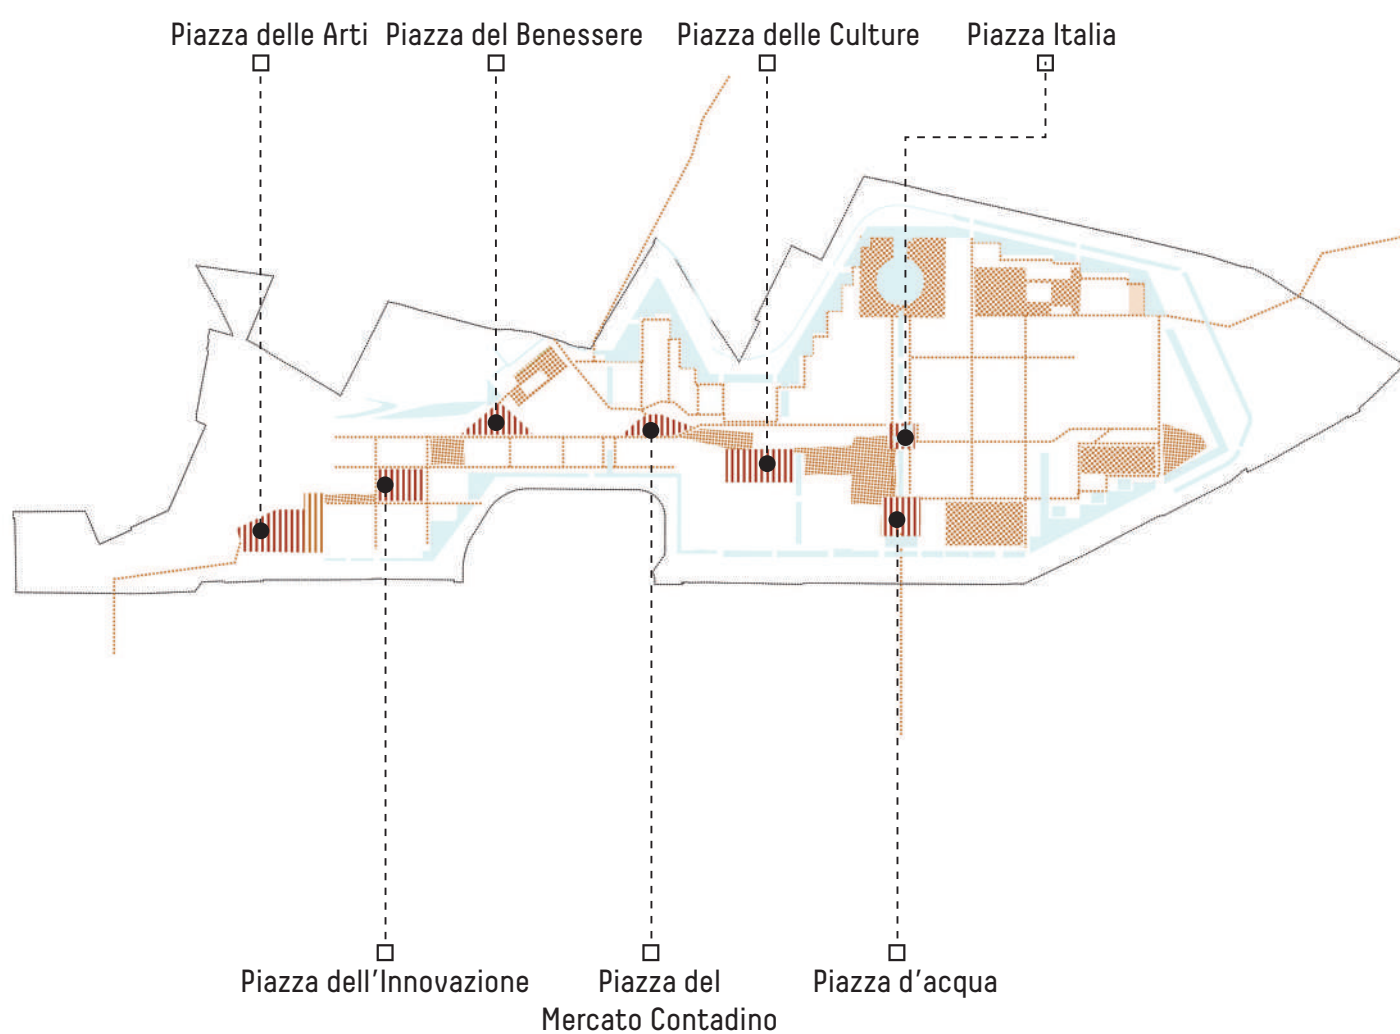 Piazza delle Arti
Piazza del Benessere
Piazza delle Culture
Piazza Italia
Piazza dell'Innovazione
Piazza del
Mercato Contadino
Piazza d'acqua